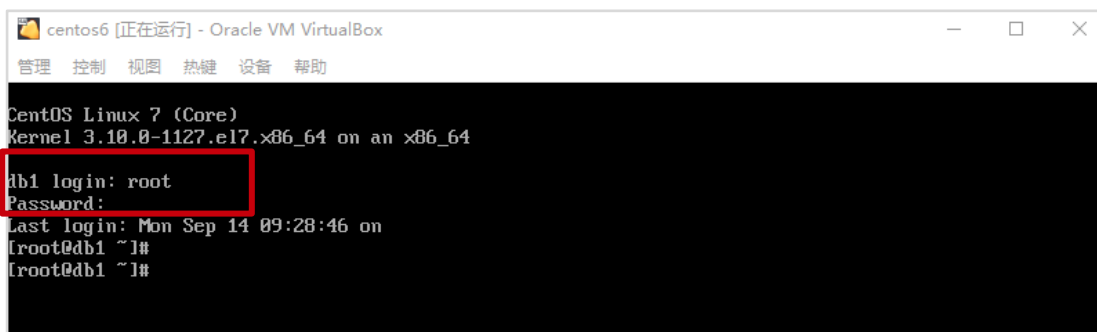 centos6 [正在运行] - Oracle VM VirtualBox
管理 控制 视图 热键 设备 帮助
CentOS Linux 7 (Core)
Kernel 3.10.0-1127.el7.x86_64 on an x86_64
db1 login: root
Password:
Last login: Mon Sep 14 09:28:46 on
[root@db1 ~]#
[root@db1 ~]#